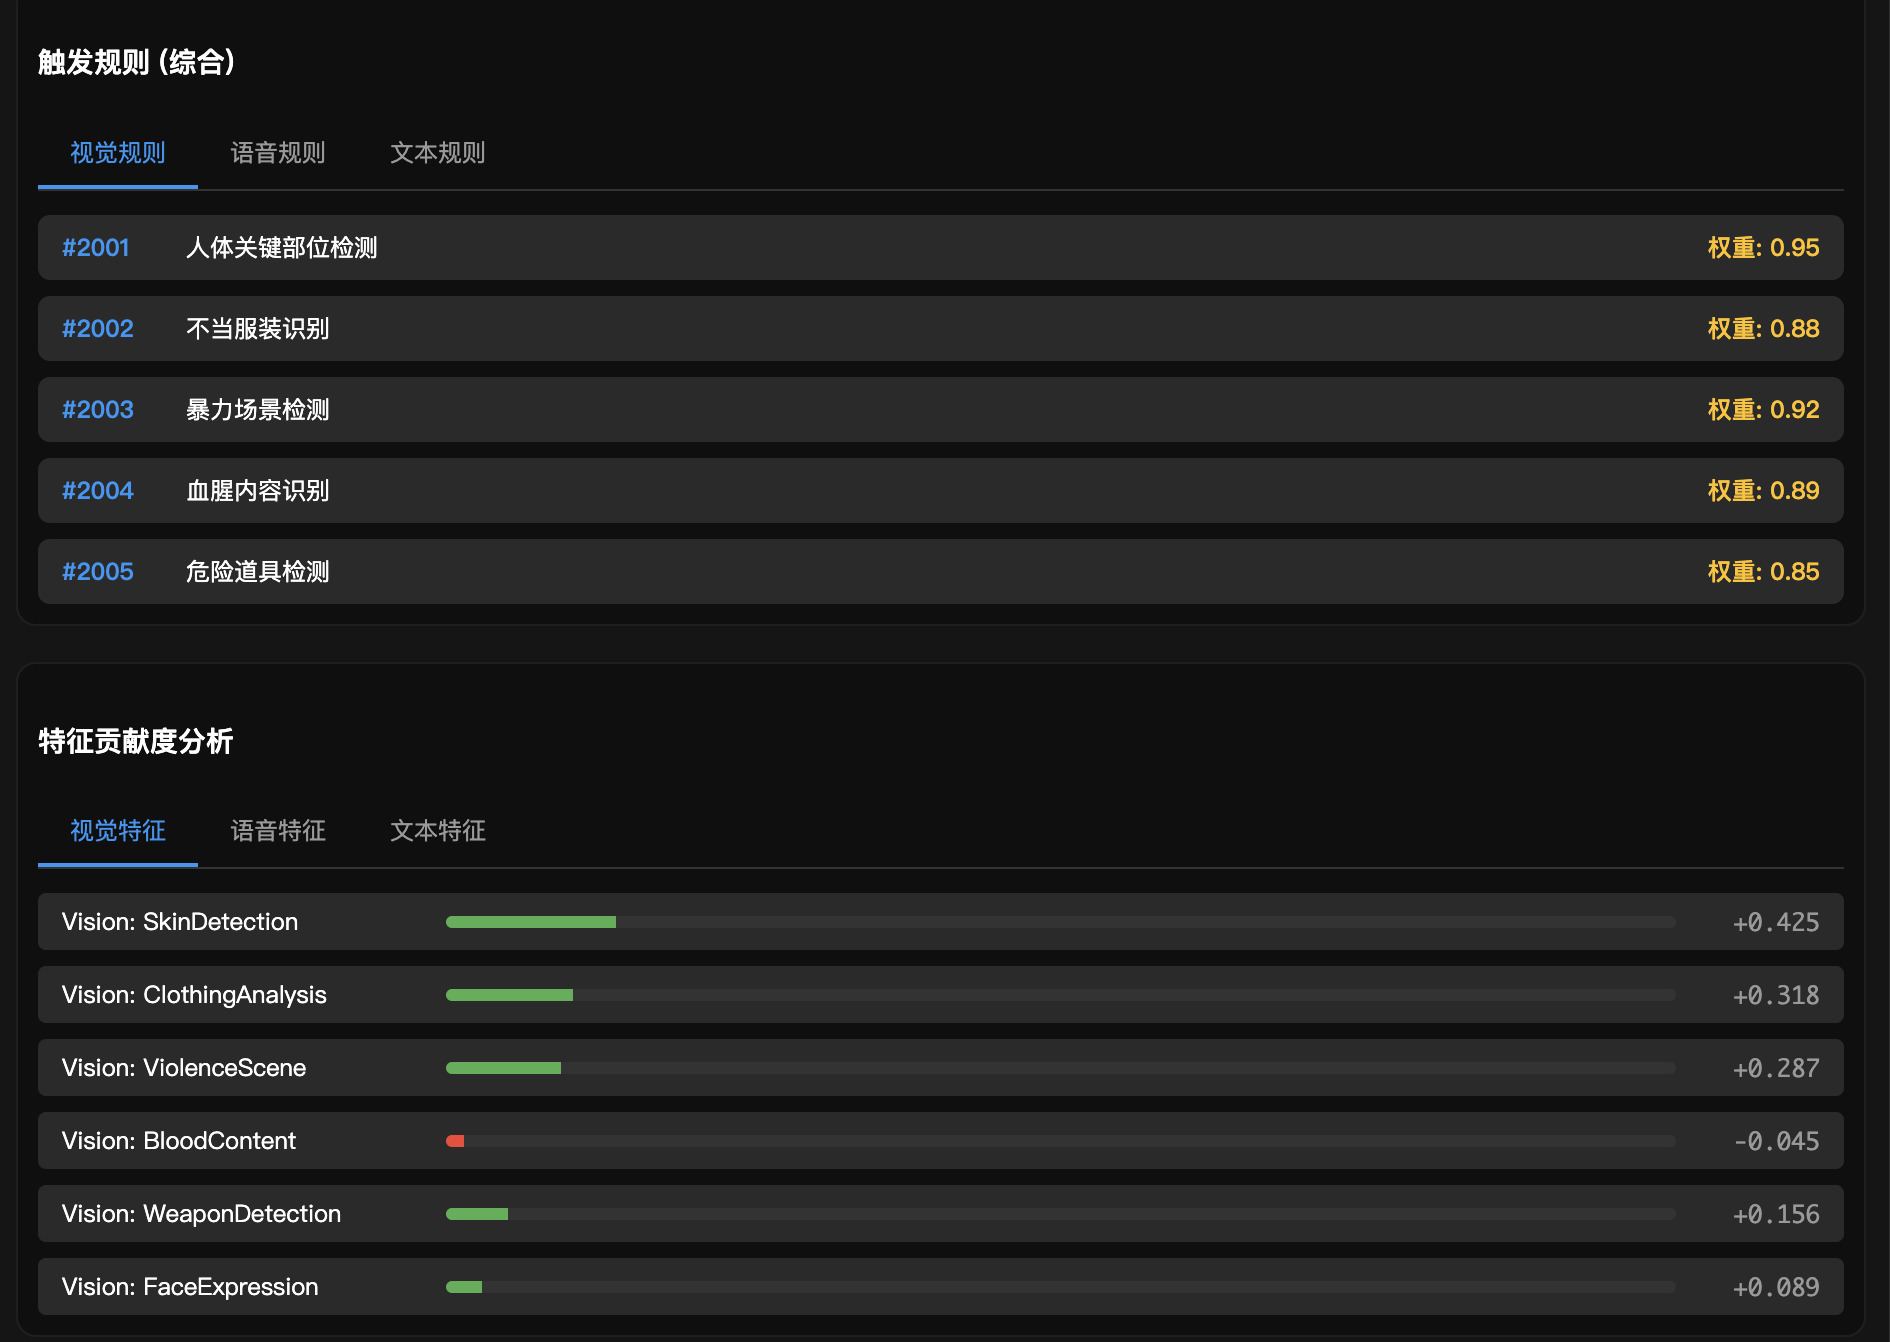 触发规则 (综合)
视觉规则 语音规则 文本规则
#2001 人体关键部位检测 权重: 0.95
#2002 不当服装识别 权重: 0.88
#2003 暴力场景检测 权重: 0.92
#2004 血腥内容识别 权重: 0.89
#2005 危险道具检测 权重: 0.85
特征贡献度分析
视觉特征 语音特征 文本特征
Vision: SkinDetection +0.425
Vision: ClothingAnalysis +0.318
Vision: ViolenceScene +0.287
Vision: BloodContent -0.045
Vision: WeaponDetection +0.156
Vision: FaceExpression +0.089